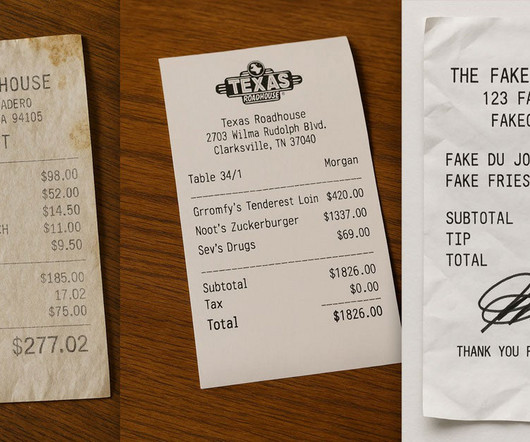 HOUSE
ADERO
A 94105
T
$98.00
$52.00
$14.50
CH $11.00
$9.50
$185.00
17.02
$75.00
$277.02
TEXAS
ROADHOUSE
Texas Roadhouse
2703 Wilma Rudolph Blvd.
Clarksville, TN 37040
Table 34/1 Morgan
Grromfy's Tenderest Loin $420.00
Noot's Zuckerburger $1337.00
Sev's Drugs $69.00
Subtotal $1826.00
Tax $0.00
Total $1826.00
THE FAKE
123 FA
FAKEC
FAKE DU JO
FAKE FRIES
SUBTOTAL
TIP
TOTAL
THANK YOU F